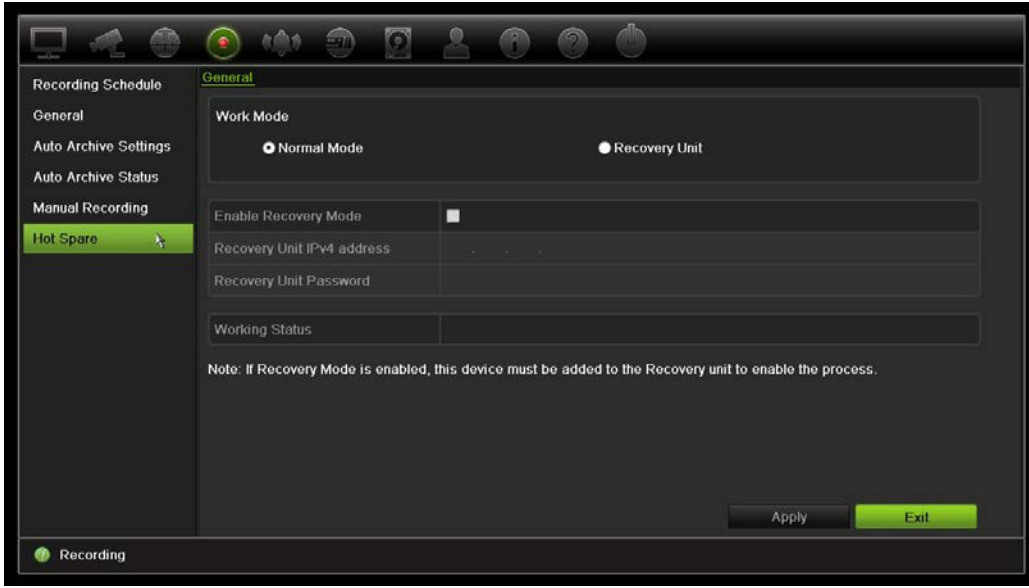 Recording Schedule
General
Auto Archive Settings
Auto Archive Status
Manual Recording
Hot Spare
General
Work Mode
Normal Mode
Recovery Unit
Enable Recovery Mode
Recovery Unit IPv4 address
. . .
Recovery Unit Password
Working Status
Note: If Recovery Mode is enabled, this device must be added to the Recovery unit to enable the process.
Apply
Exit
Recording